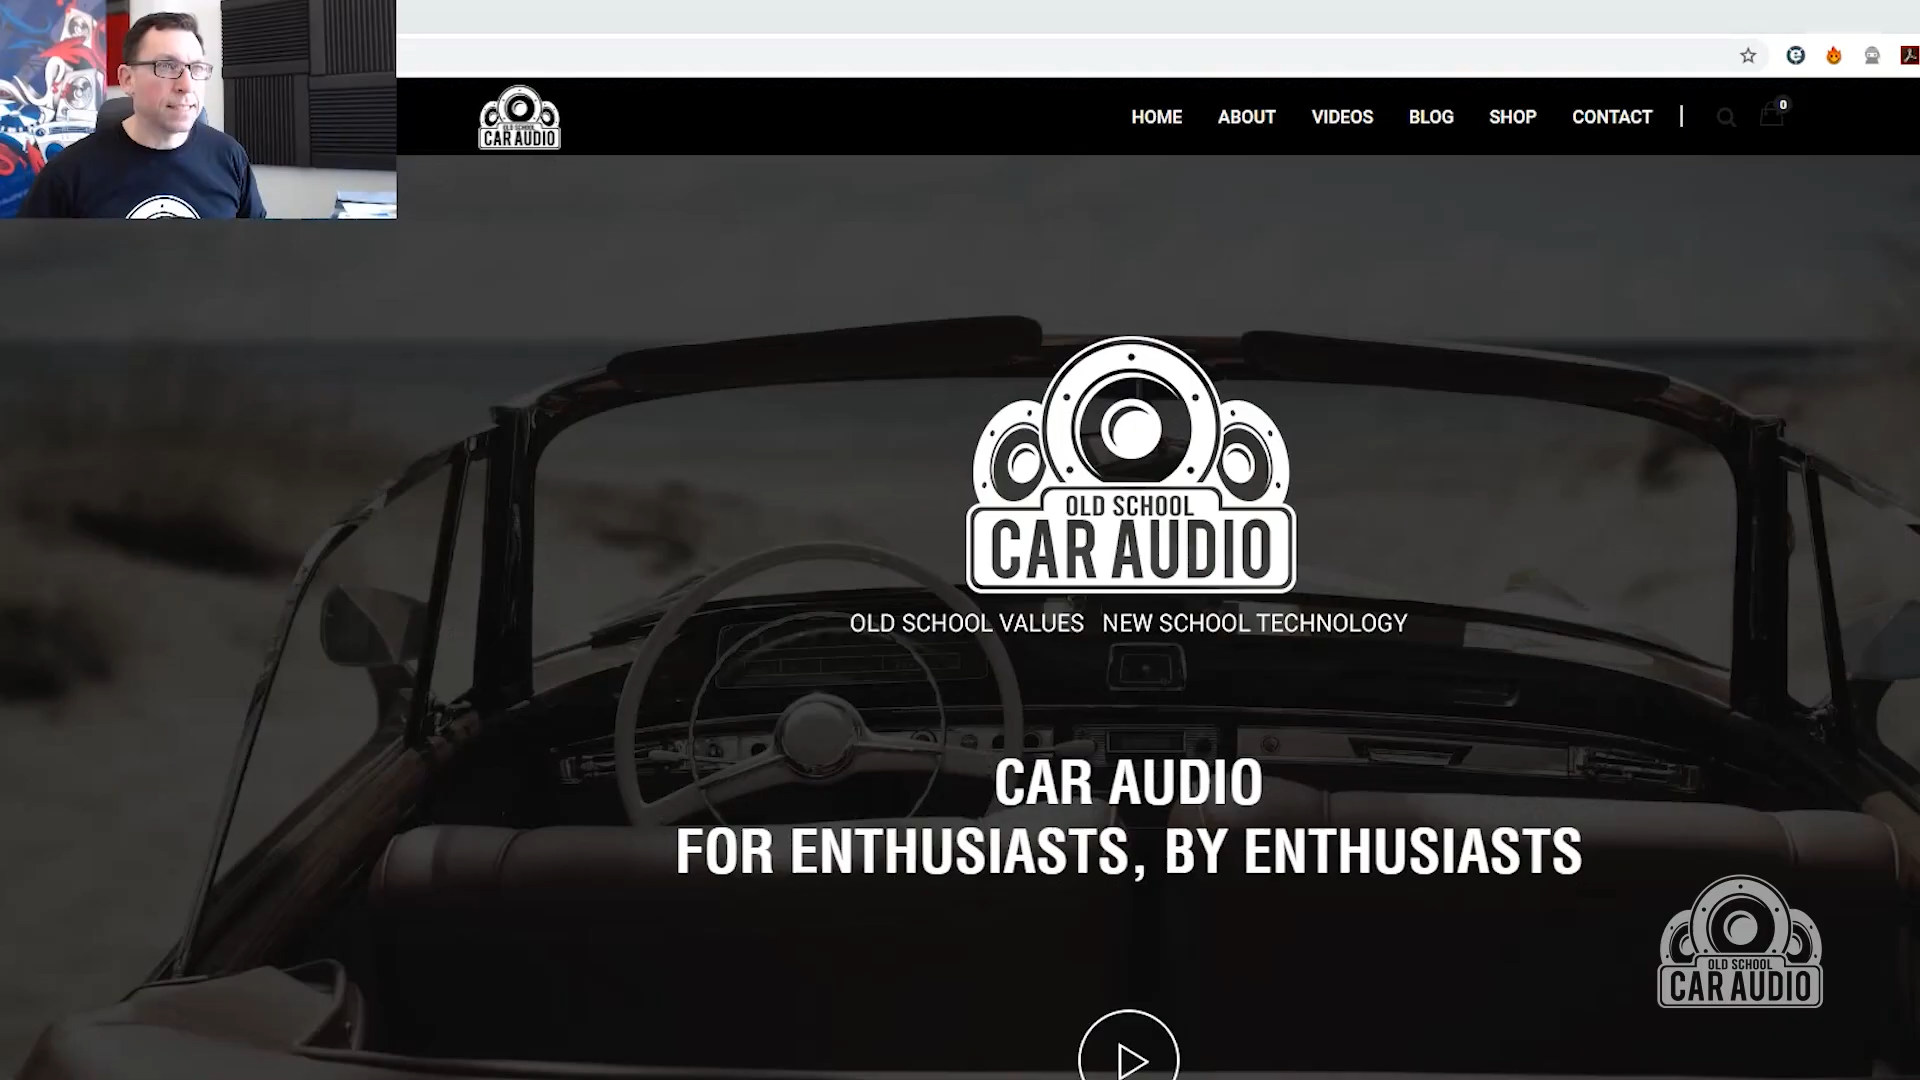 OLD SCHOOL
CAR AUDIO
HOME ABOUT VIDEOS BLOG SHOP CONTACT
0
OLD SCHOOL
CAR AUDIO
OLD SCHOOL VALUES NEW SCHOOL TECHNOLOGY
CAR AUDIO
FOR ENTHUSIASTS, BY ENTHUSIASTS
OLD SCHOOL
CAR AUDIO